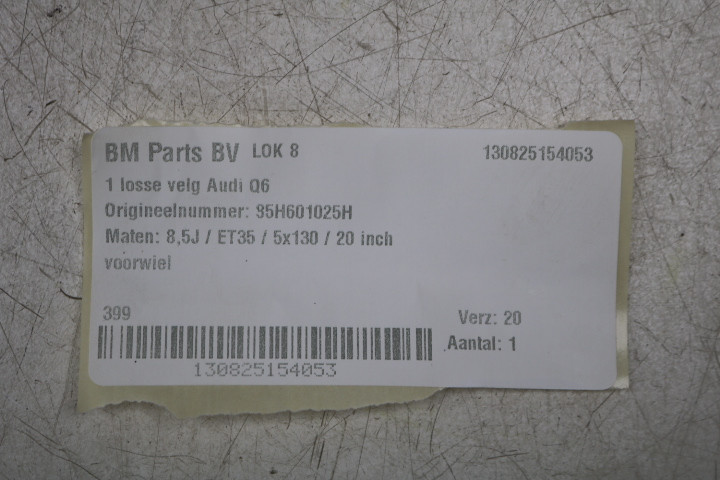 BM Parts BV LOK 8 130825154053
1 losse velg Audi Q6
Origineelnummer: 95H601025H
Maten: 8,5J / ET35 / 5x130 / 20 inch
voorwiel
399
Verz: 20
Aantal: 1
130825154053